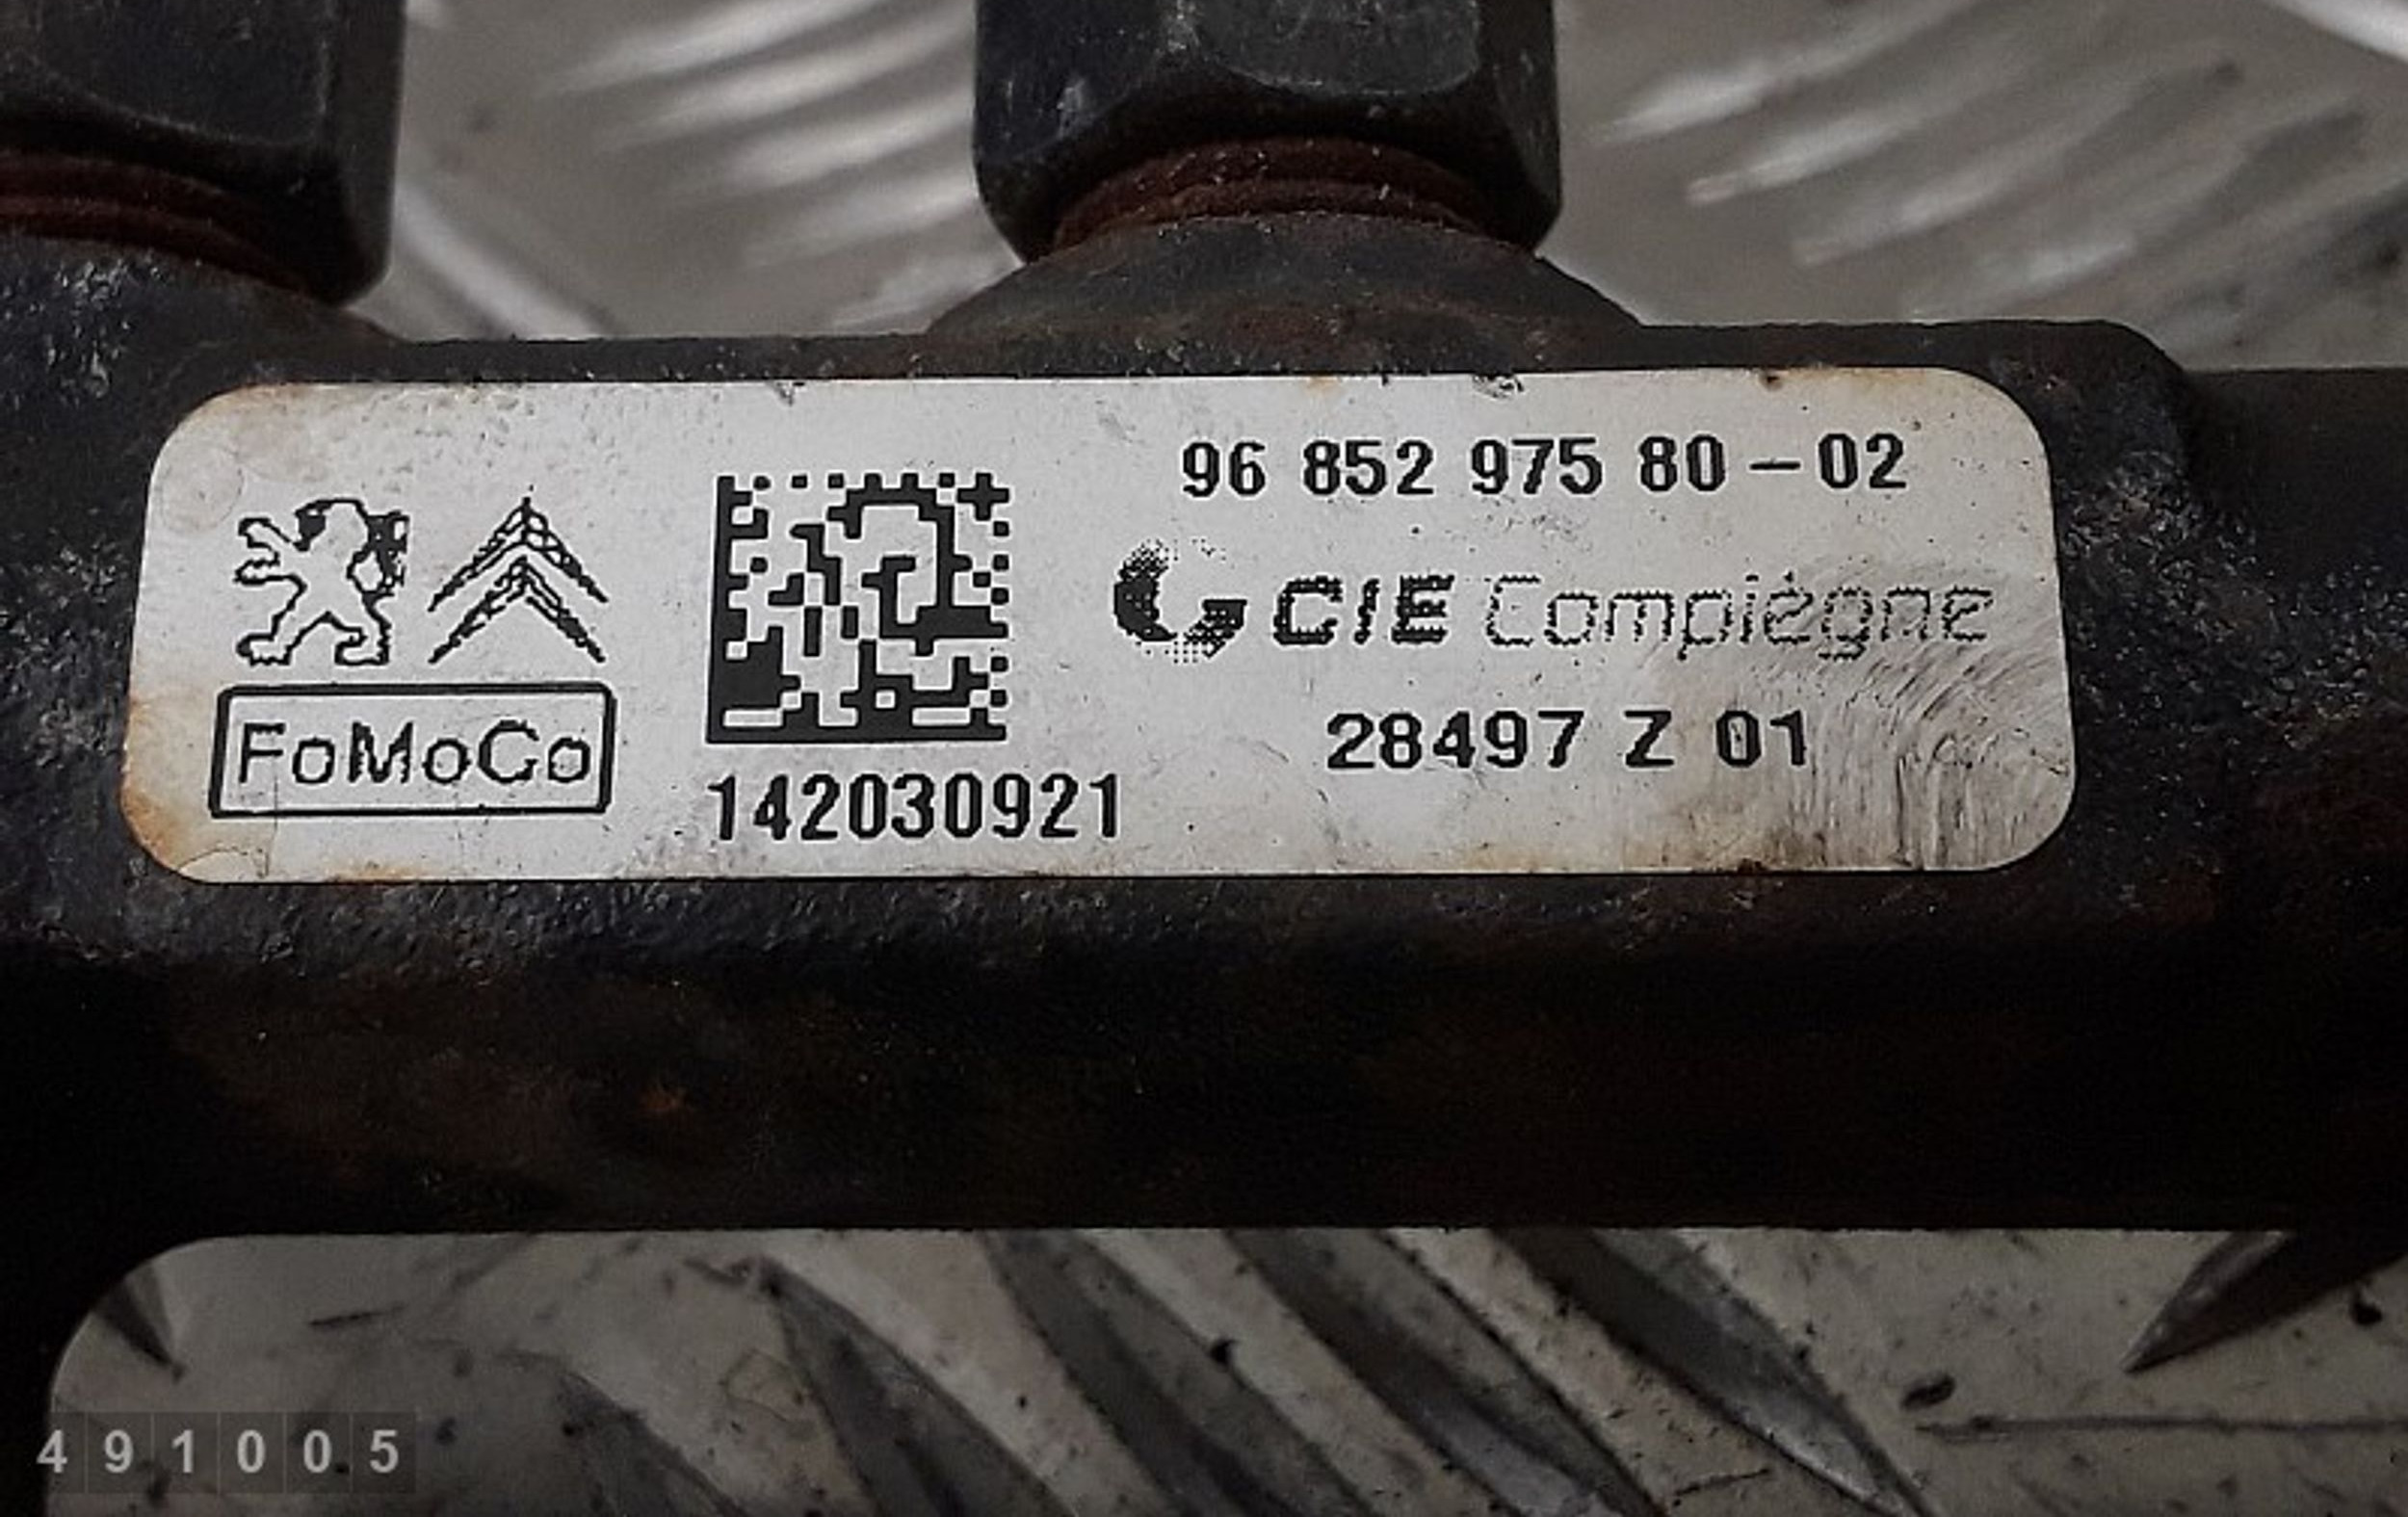 96 852 975 80 - 02
CIE Compiègne
FoMoCo
28497 Z 01
142030921
491005